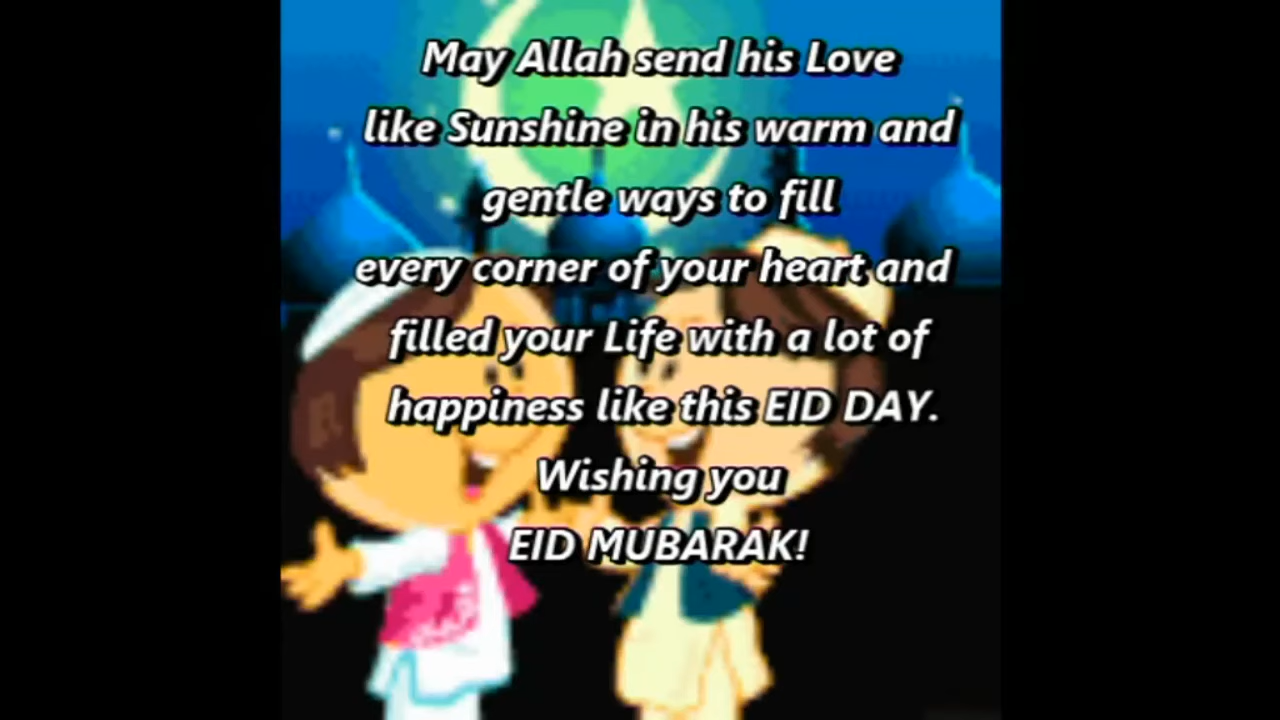 May Allah send his Love
like Sunshine in his warm and
gentle ways to fill
every corner of your heart and
filled your Life with a lot of
happiness like this EID DAY.
Wishing you
EID MUBARAK!